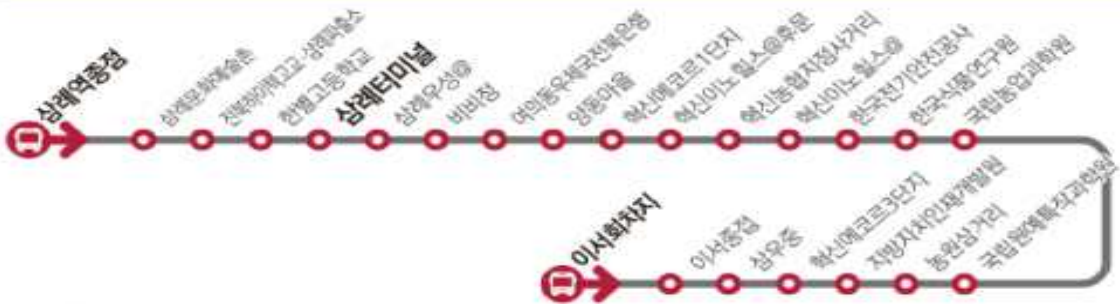 삼례역종점
삼례문화예술촌
전북하이텍고교·삼례파출소
한별고등학교
삼례터미널
삼례우성@
비비정
여의동우체국전북은행
양동마을
혁신에코르1단지
혁신이노힐스@후문
혁신농협지점사거리
혁신이노힐스@
한국전기안전공사
한국식품연구원
국립농업과학원
국립원예특작과학원
농원삼거리
지방자치인재개발원
혁신에코르3단지
삼우중
이서종점
이서회차지